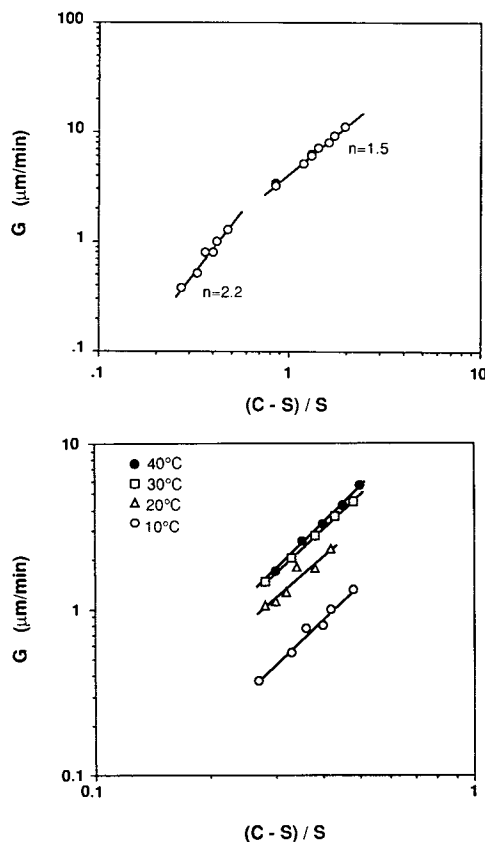 100
10
1
.1
G (μm/min)
n=1.5
n=2.2
.1
1
10
(C - S) / S
10
1
0.1
G (μm/min)
40°C
30°C
20°C
10°C
0.1
1
(C - S) / S